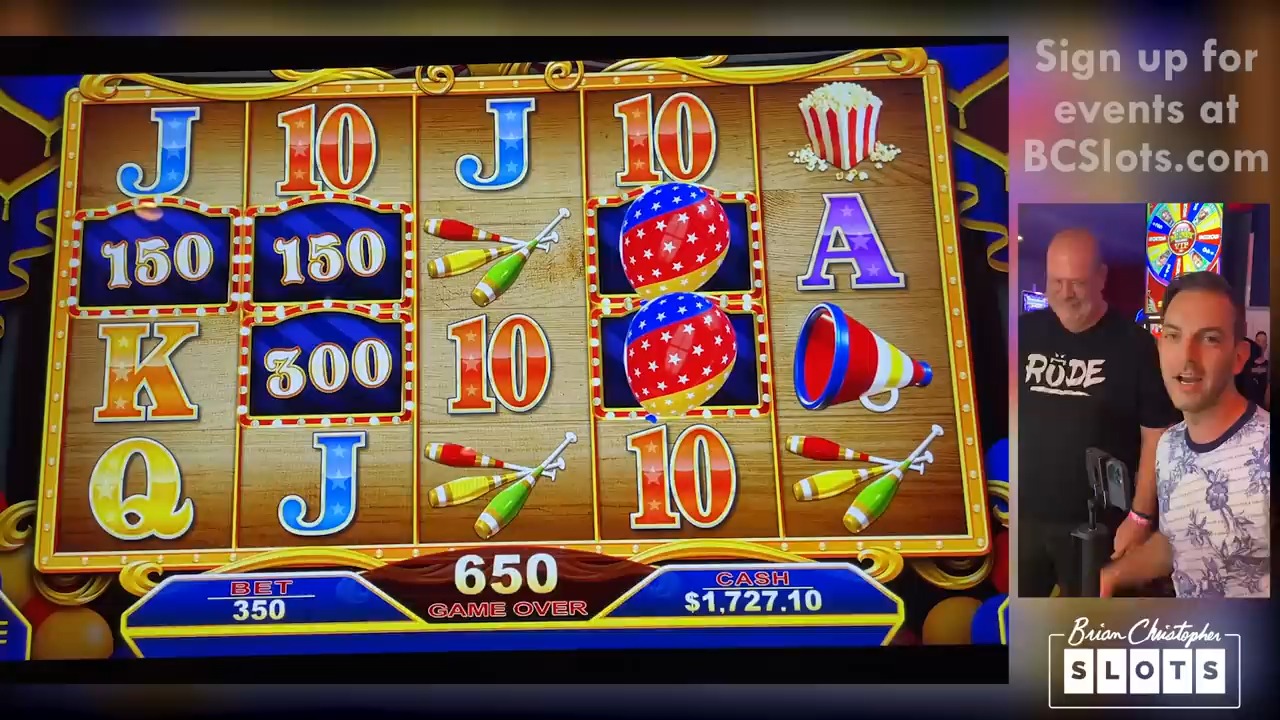 Sign up for
events at
BCSlots.com
J 10 J 10
150 150 A
K 300 10
Q J 10
650
GAME OVER
BET
350
CASH
$1,727.10
RUDE
Brian Christopher
SLOTS